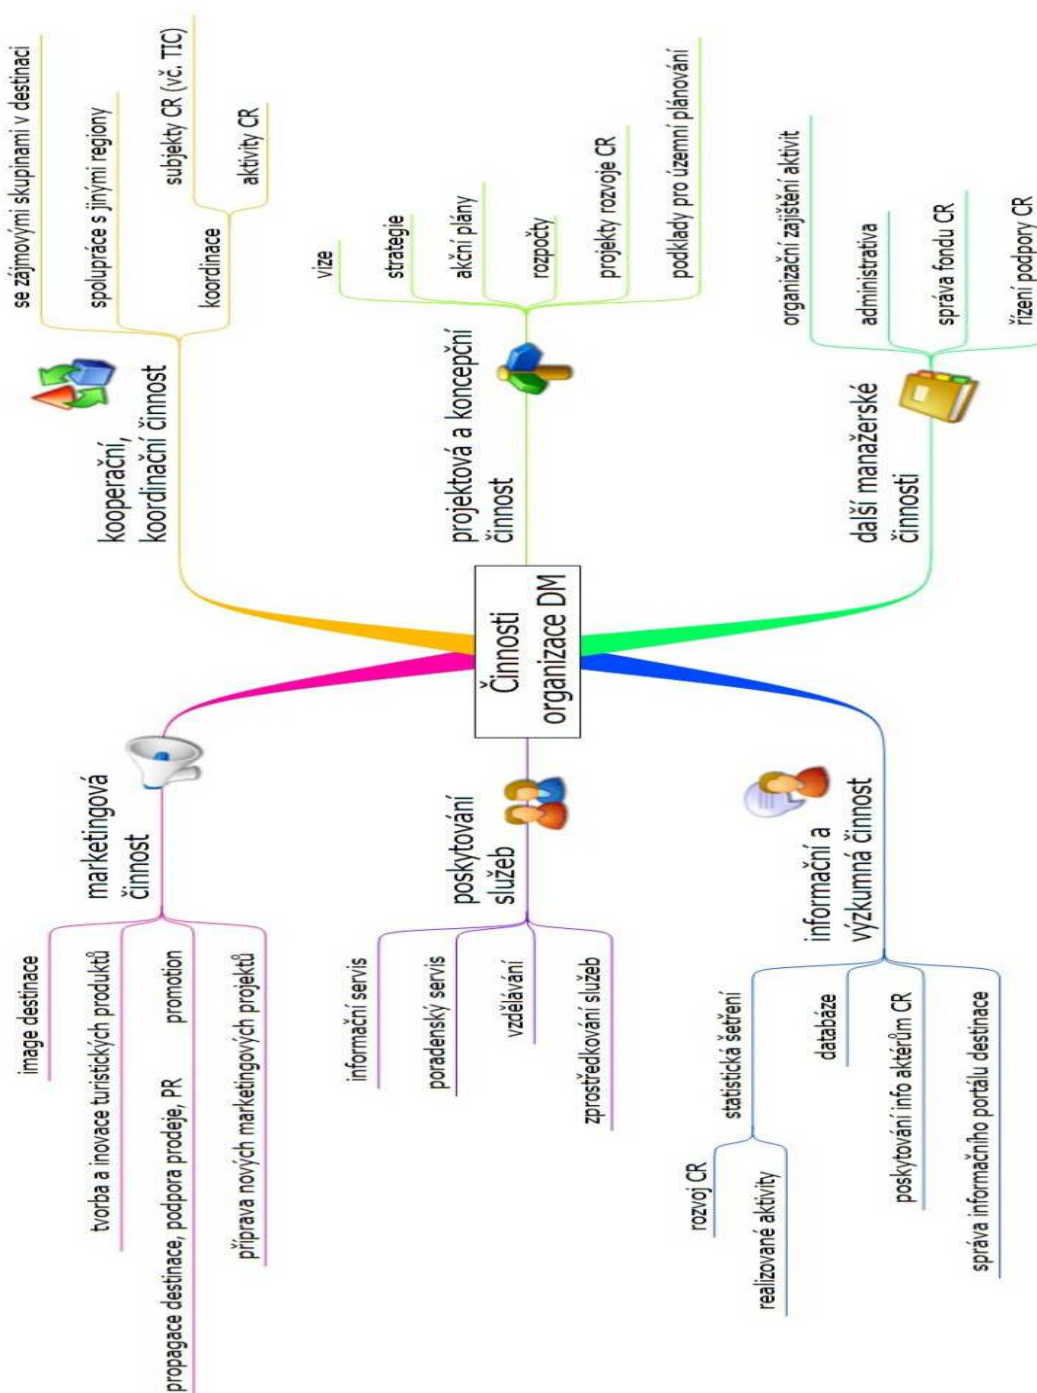 Činnosti
organizace DM
marketingová
činnost
image destinace
tvorba a inovace turistických produktů
promotion
propagace destinace, podpora prodeje, PR
příprava nových marketingových projektů
poskytování
služeb
informační servis
poradenský servis
vzdělávání
zprostředkování služeb
informační a
výzkumná činnost
statistická šetření
rozvoj CR
realizované aktivity
databáze
poskytování info aktérům CR
správa informačního portálu destinace
kooperační,
koordinační činnost
se zájmovými skupinami v destinaci
spolupráce s jinými regiony
koordinace
subjekty CR (vč. TIC)
aktivity CR
projektová a koncepční
činnost
vize
strategie
akční plány
rozpočty
projekty rozvoje CR
podklady pro územní plánování
další manažerské
činnosti
organizační zajištění aktivit
administrativa
správa fondu CR
řízení podpory CR